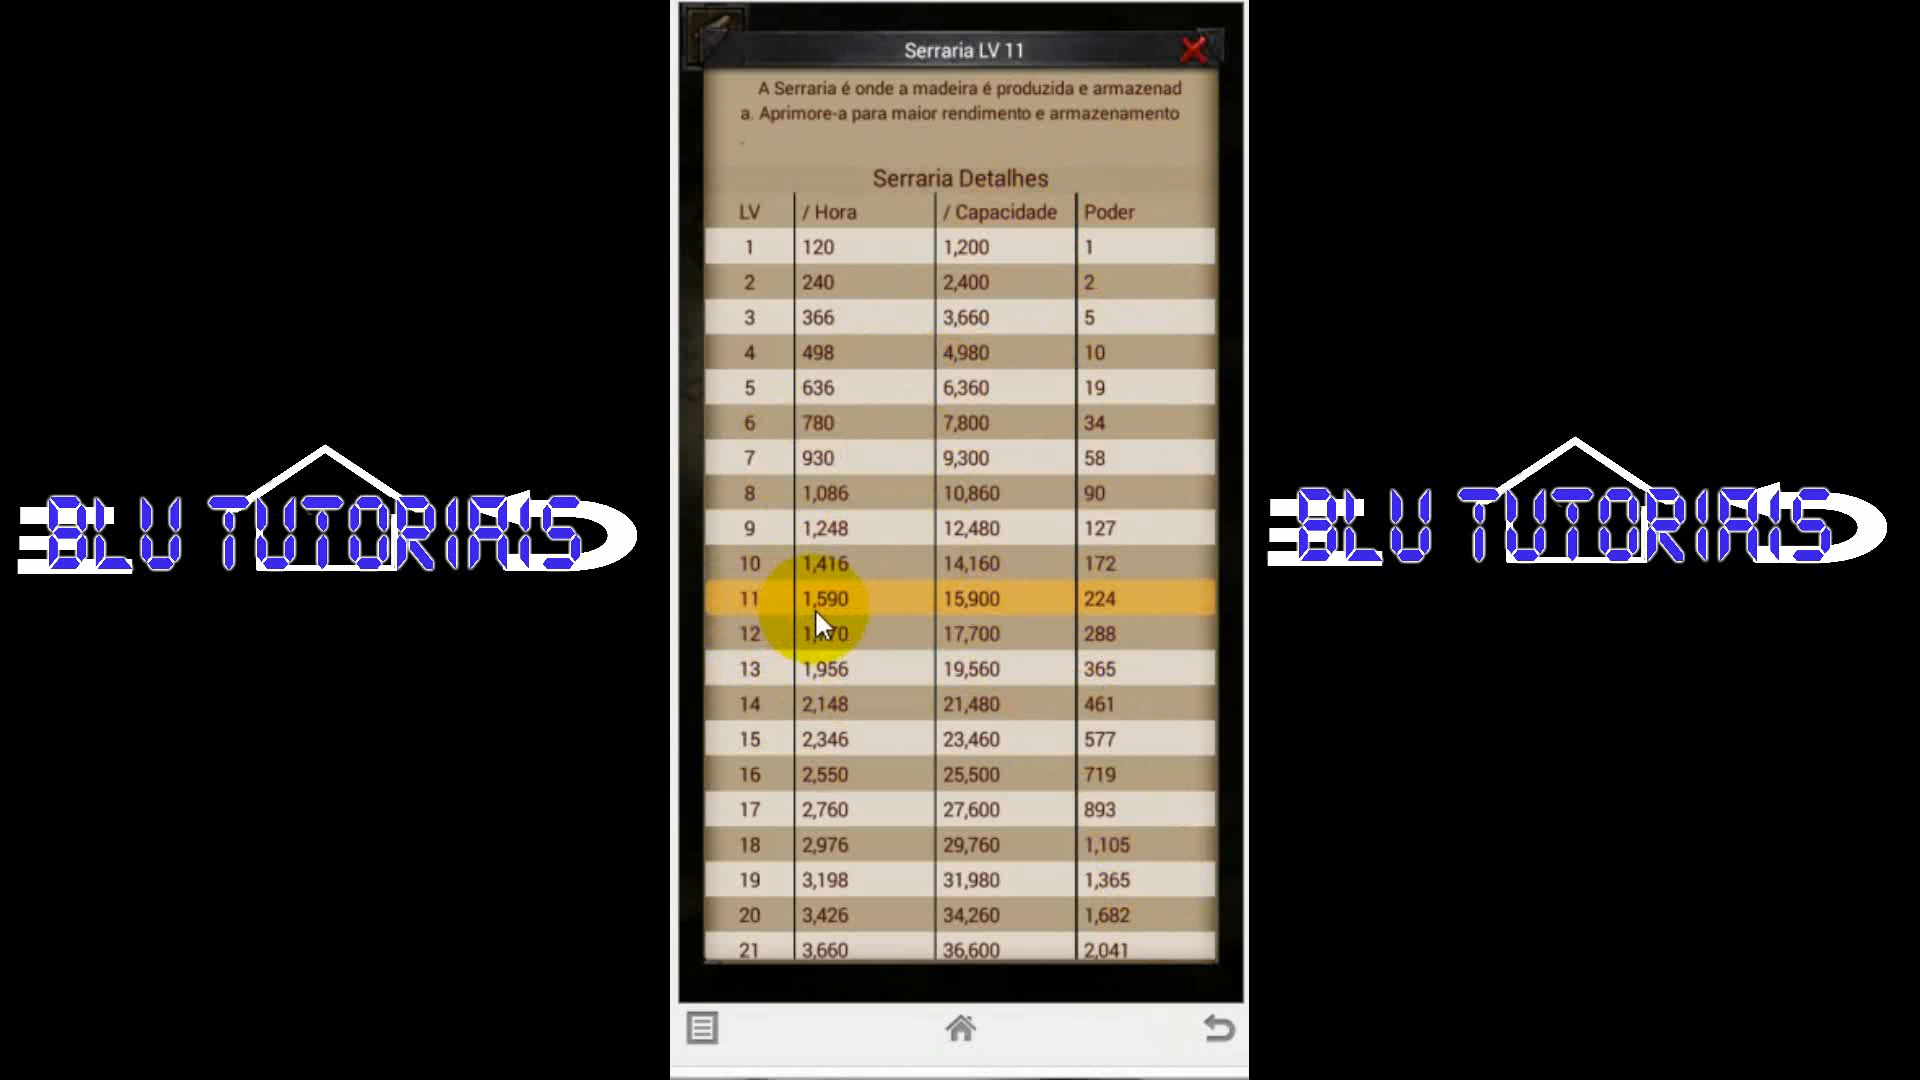 Serraria LV 11
A Serraria é onde a madeira é produzida e armazenad
a. Aprimore-a para maior rendimento e armazenamento
.
Serraria Detalhes
LV / Hora / Capacidade Poder
1 120 1,200 1
2 240 2,400 2
3 366 3,660 5
4 498 4,980 10
5 636 6,360 19
6 780 7,800 34
7 930 9,300 58
8 1,086 10,860 90
9 1,248 12,480 127
10 1,416 14,160 172
11 1,590 15,900 224
12 17,700 288
13 1,956 19,560 365
14 2,148 21,480 461
15 2,346 23,460 577
16 2,550 25,500 719
17 2,760 27,600 893
18 2,976 29,760 1,105
19 3,198 31,980 1,365
20 3,426 34,260 1,682
21 3,660 36,600 2,041
BLU TUTORIAIS
BLU TUTORIAIS